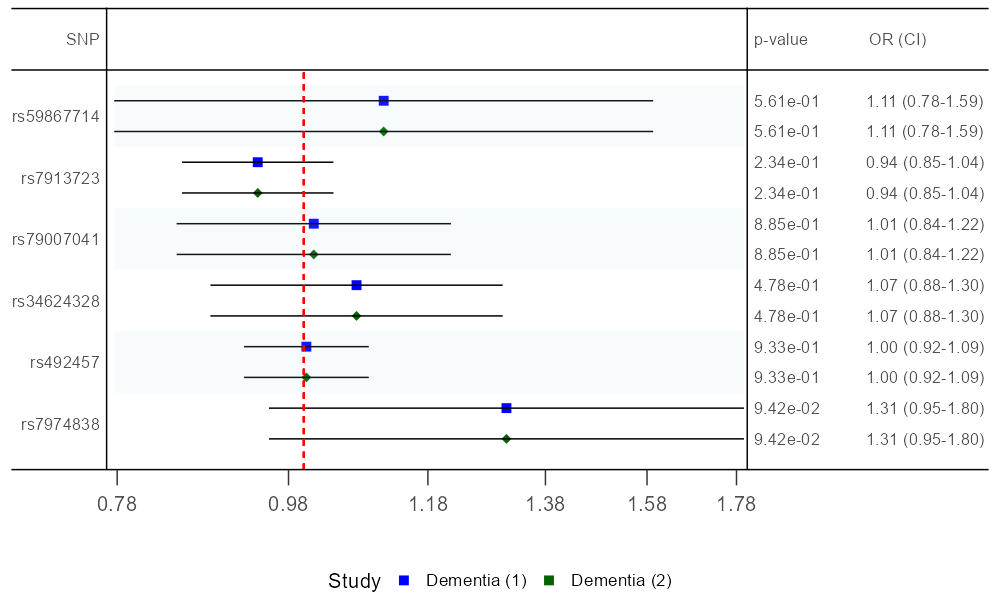 SNP p-value OR (CI)
rs59867714 5.61e-01 1.11 (0.78-1.59)
5.61e-01 1.11 (0.78-1.59)
rs7913723 2.34e-01 0.94 (0.85-1.04)
2.34e-01 0.94 (0.85-1.04)
rs79007041 8.85e-01 1.01 (0.84-1.22)
8.85e-01 1.01 (0.84-1.22)
rs34624328 4.78e-01 1.07 (0.88-1.30)
4.78e-01 1.07 (0.88-1.30)
rs492457 9.33e-01 1.00 (0.92-1.09)
9.33e-01 1.00 (0.92-1.09)
rs7974838 9.42e-02 1.31 (0.95-1.80)
9.42e-02 1.31 (0.95-1.80)
0.78 0.98 1.18 1.38 1.58 1.78
Study Dementia (1) Dementia (2)